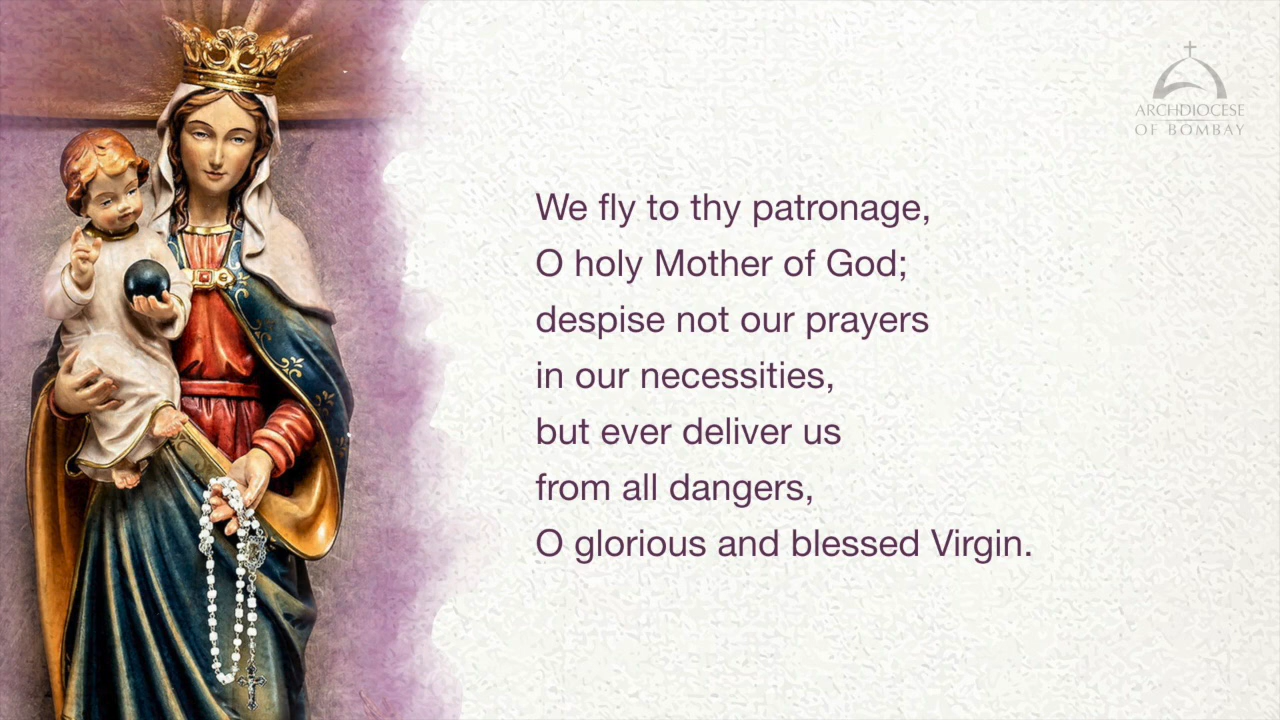 ARCHDIOCESE
OF BOMBAY
We fly to thy patronage,
O holy Mother of God;
despise not our prayers
in our necessities,
but ever deliver us
from all dangers,
O glorious and blessed Virgin.